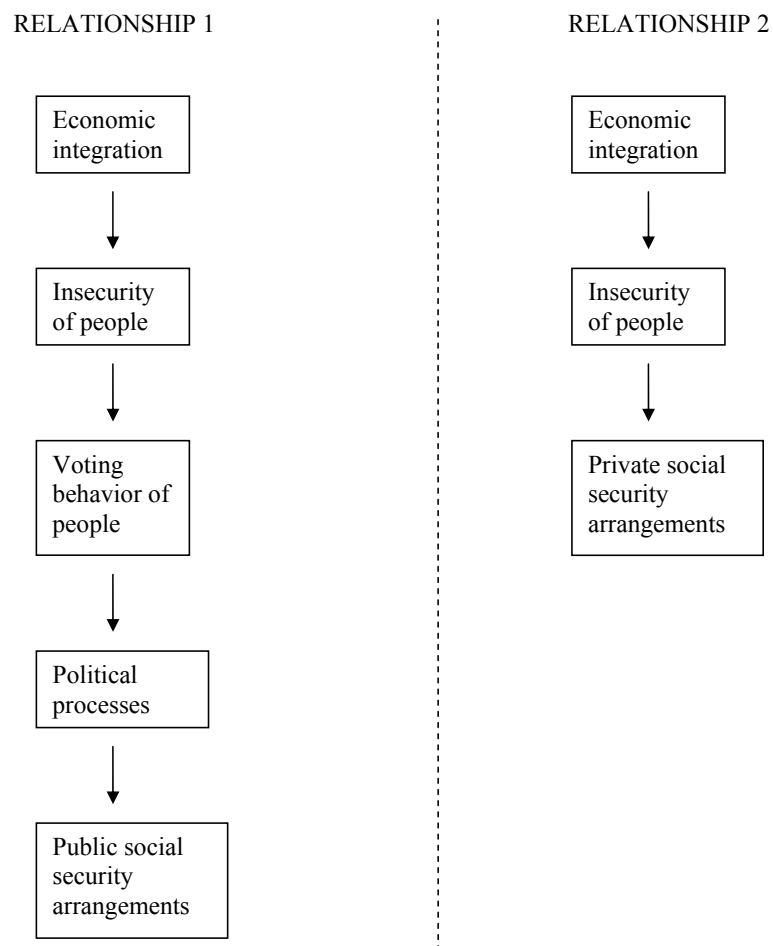 RELATIONSHIP 1
Economic
integration
Insecurity
of people
Voting
behavior of
people
Political
processes
Public social
security
arrangements
RELATIONSHIP 2
Economic
integration
Insecurity
of people
Private social
security
arrangements